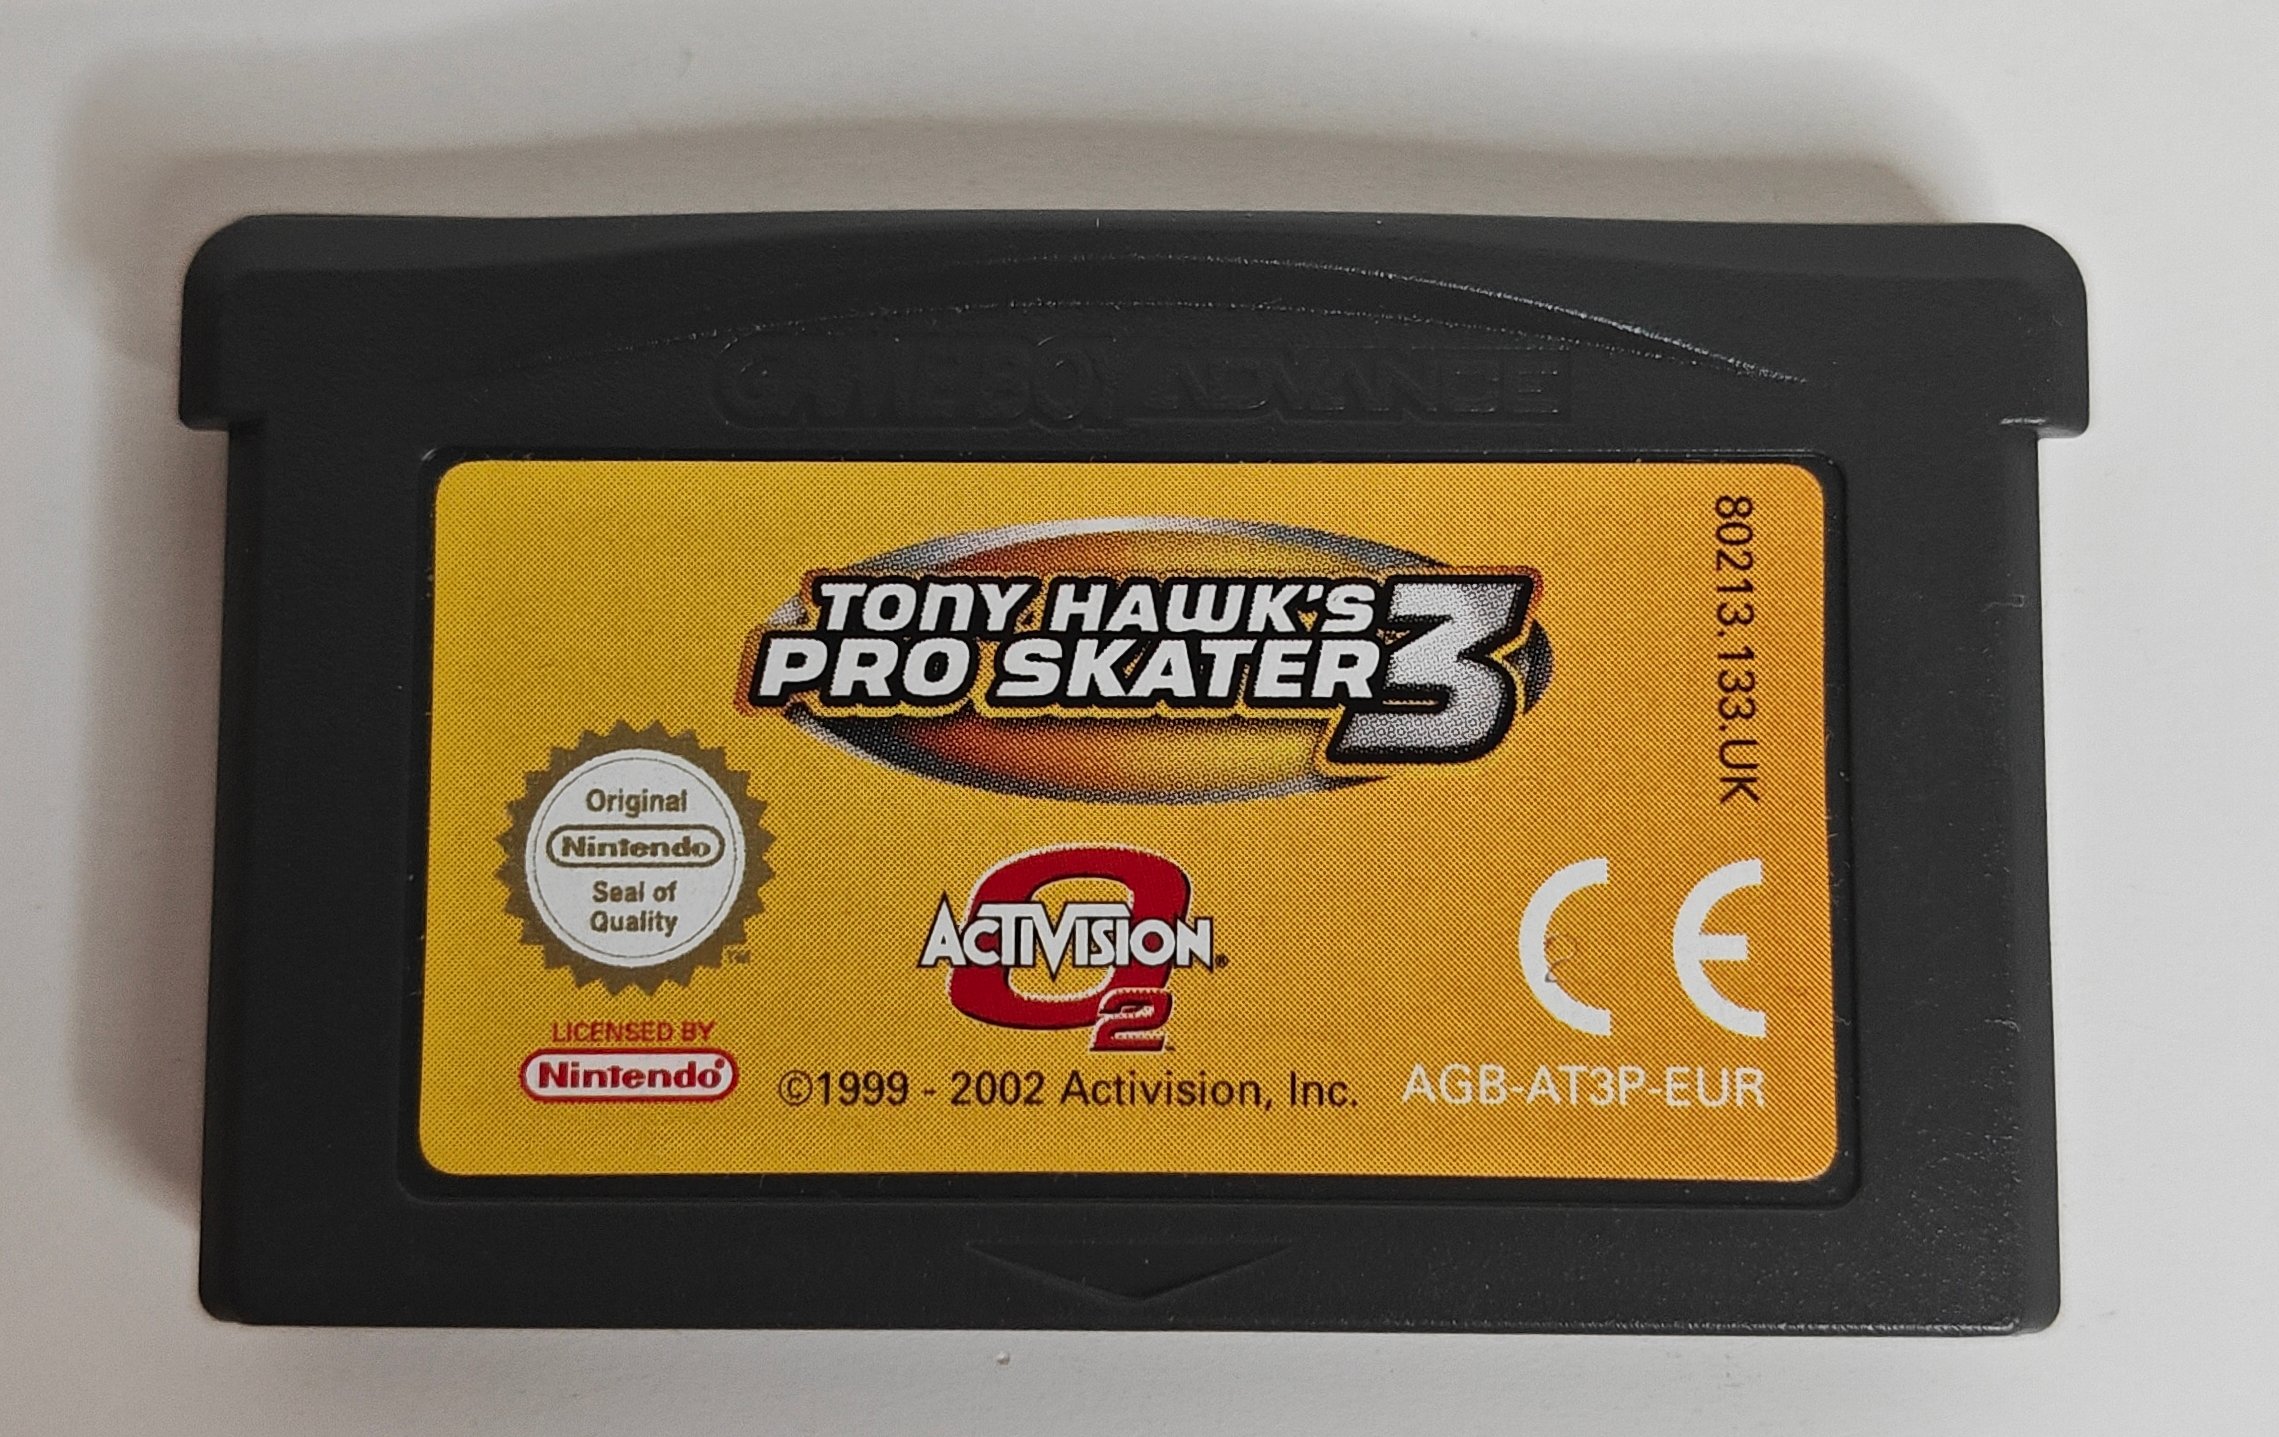 GAME BOY ADVANCE
TONY HAWK'S
PRO SKATER 3
80213.133.UK
Original
Nintendo
Seal of
Quality
TM
ACTIVISION®
O2
CE
LICENSED BY
Nintendo®
©1999 - 2002 Activision, Inc.
AGB-AT3P-EUR